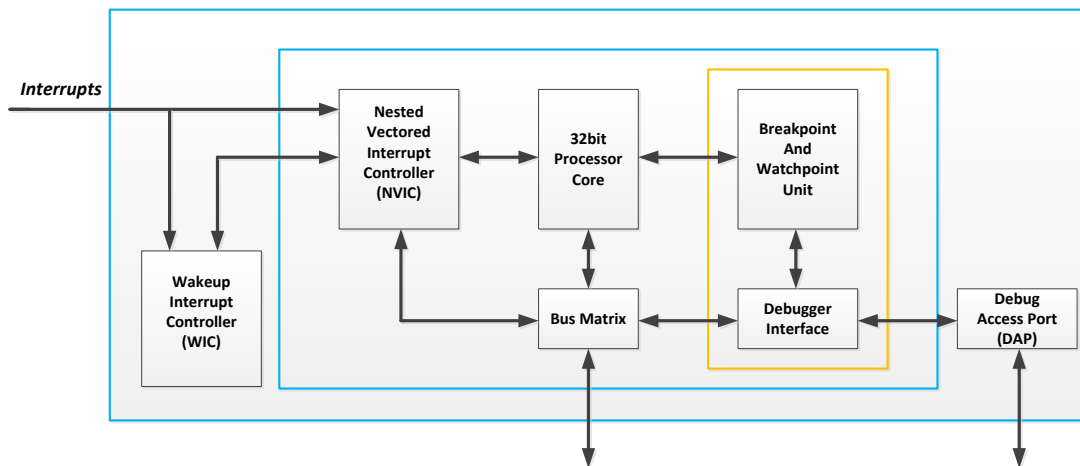 Interrupts
Nested
Vectored
Interrupt
Controller
(NVIC)
32bit
Processor
Core
Breakpoint
And
Watchpoint
Unit
Wakeup
Interrupt
Controller
(WIC)
Bus Matrix
Debugger
Interface
Debug
Access Port
(DAP)